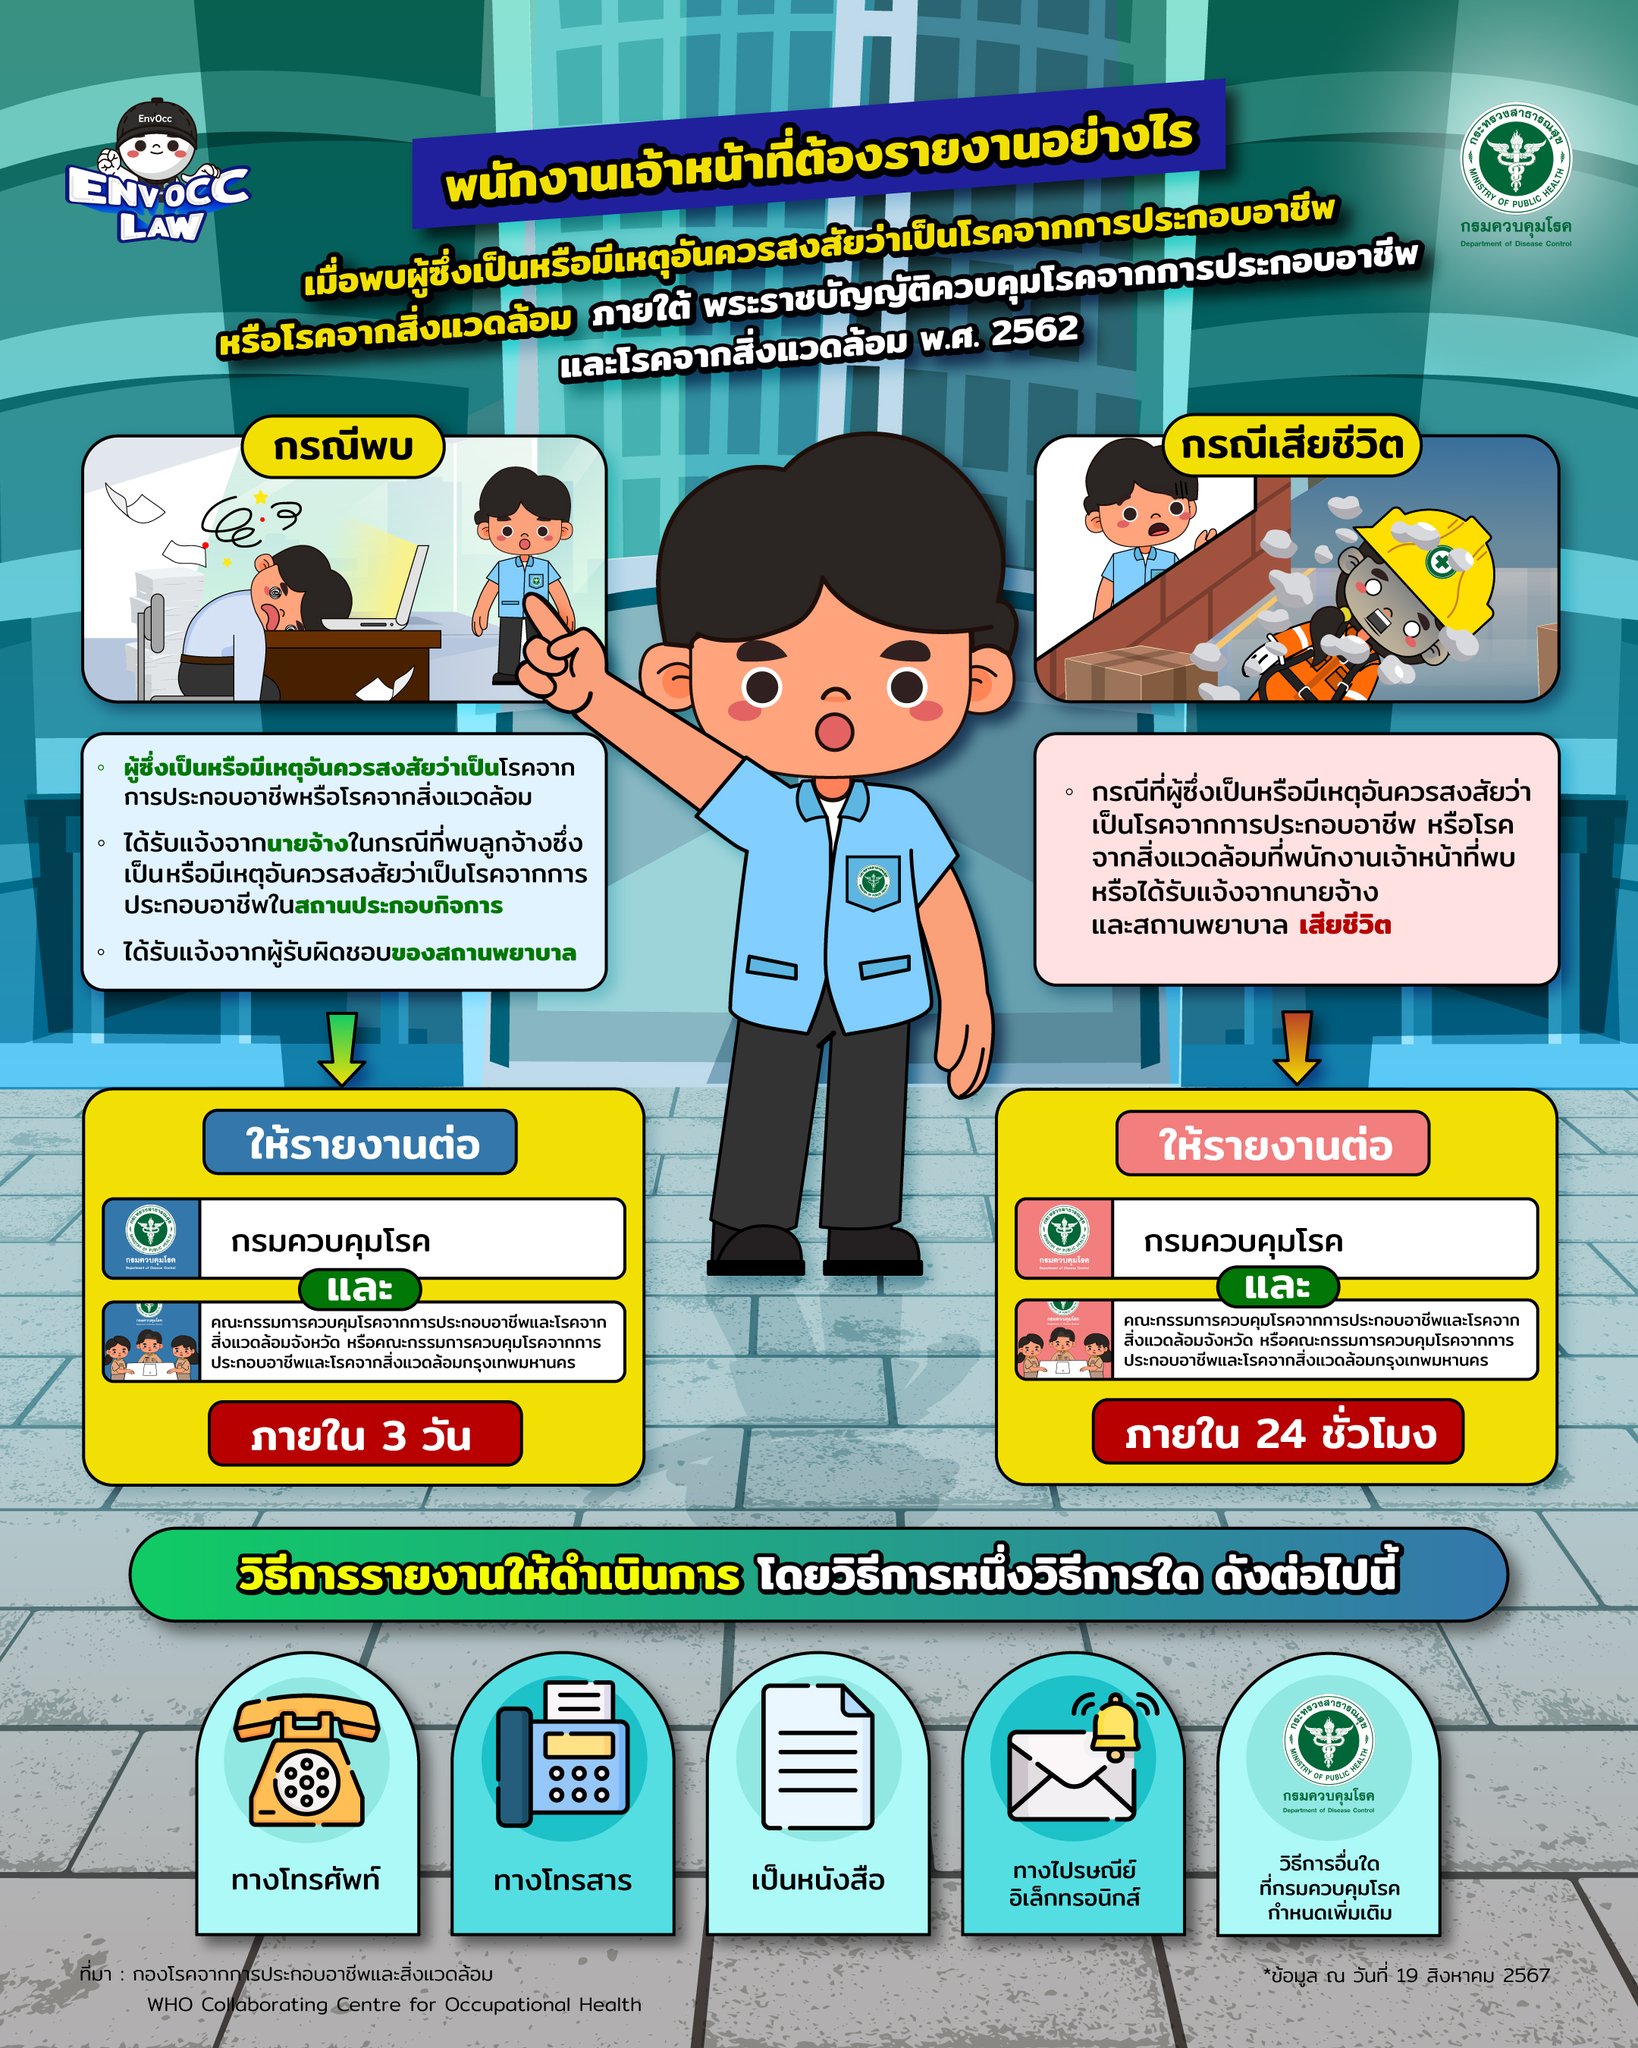 EnvOcc
ENVOCC
LAW
กระทรวงสาธารณสุข
MINISTRY OF PUBLIC HEALTH
กรมควบคุมโรค
Department of Disease Control
พนักงานเจ้าหน้าที่ต้องรายงานอย่างไร
เมื่อพบผู้ซึ่งเป็นหรือมีเหตุอันควรสงสัยว่าเป็นโรคจากการประกอบอาชีพ
หรือโรคจากสิ่งแวดล้อม ภายใต้ พระราชบัญญัติควบคุมโรคจากการประกอบอาชีพ
และโรคจากสิ่งแวดล้อม พ.ศ. 2562
กรณีพบ
◦ ผู้ซึ่งเป็นหรือมีเหตุอันควรสงสัยว่าเป็นโรคจาก
การประกอบอาชีพหรือโรคจากสิ่งแวดล้อม
◦ ได้รับแจ้งจากนายจ้างในกรณีที่พบลูกจ้างซึ่ง
เป็นหรือมีเหตุอันควรสงสัยว่าเป็นโรคจากการ
ประกอบอาชีพในสถานประกอบกิจการ
◦ ได้รับแจ้งจากผู้รับผิดชอบของสถานพยาบาล
ให้รายงานต่อ
กรมควบคุมโรค
Department of Disease Control
กรมควบคุมโรค
และ
คณะกรรมการควบคุมโรคจากการประกอบอาชีพและโรคจาก
สิ่งแวดล้อมจังหวัด หรือคณะกรรมการควบคุมโรคจากการ
ประกอบอาชีพและโรคจากสิ่งแวดล้อมกรุงเทพมหานคร
ภายใน 3 วัน
กรณีเสียชีวิต
◦ กรณีที่ผู้ซึ่งเป็นหรือมีเหตุอันควรสงสัยว่า
เป็นโรคจากการประกอบอาชีพ หรือโรค
จากสิ่งแวดล้อมที่พนักงานเจ้าหน้าที่พบ
หรือได้รับแจ้งจากนายจ้าง
และสถานพยาบาล เสียชีวิต
ให้รายงานต่อ
กรมควบคุมโรค
Department of Disease Control
กรมควบคุมโรค
และ
คณะกรรมการควบคุมโรคจากการประกอบอาชีพและโรคจาก
สิ่งแวดล้อมจังหวัด หรือคณะกรรมการควบคุมโรคจากการ
ประกอบอาชีพและโรคจากสิ่งแวดล้อมกรุงเทพมหานคร
ภายใน 24 ชั่วโมง
วิธีการรายงานให้ดำเนินการ โดยวิธีการหนึ่งวิธีการใด ดังต่อไปนี้
ทางโทรศัพท์
ทางโทรสาร
เป็นหนังสือ
ทางไปรษณีย์
อิเล็กทรอนิกส์
กระทรวงสาธารณสุข
MINISTRY OF PUBLIC HEALTH
กรมควบคุมโรค
Department of Disease Control
วิธีการอื่นใด
ที่กรมควบคุมโรค
กำหนดเพิ่มเติม
ที่มา : กองโรคจากการประกอบอาชีพและสิ่งแวดล้อม
WHO Collaborating Centre for Occupational Health
*ข้อมูล ณ วันที่ 19 สิงหาคม 2567